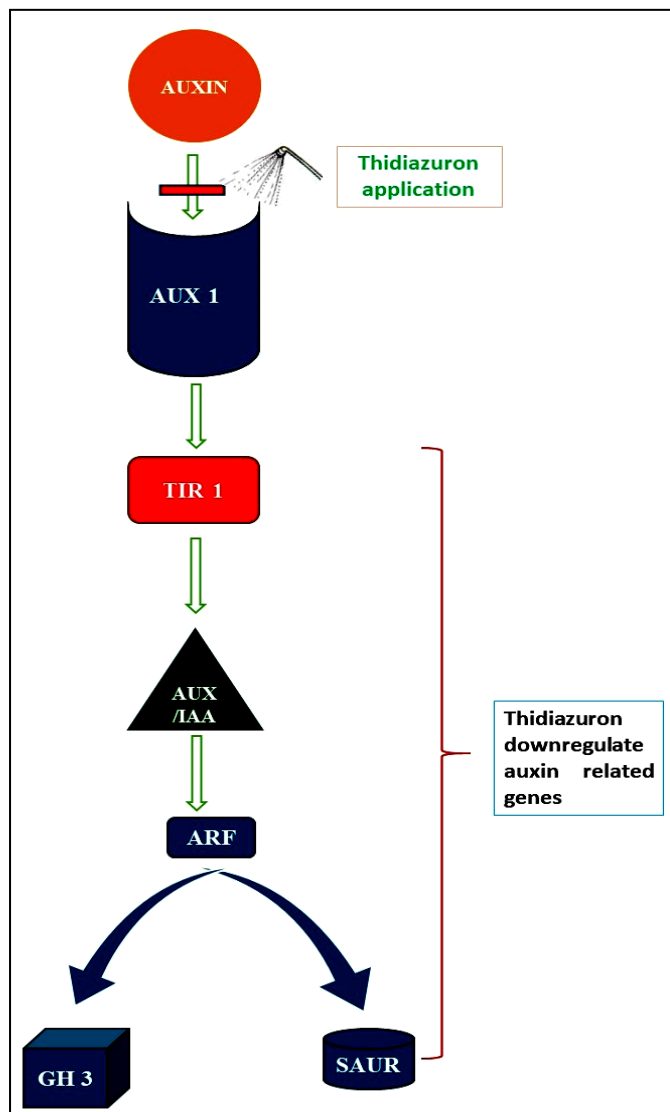 AUXIN
Thidiazuron
application
AUX 1
TIR 1
AUX
/IAA
Thidiazuron
downregulate
auxin related
genes
ARF
GH 3
SAUR